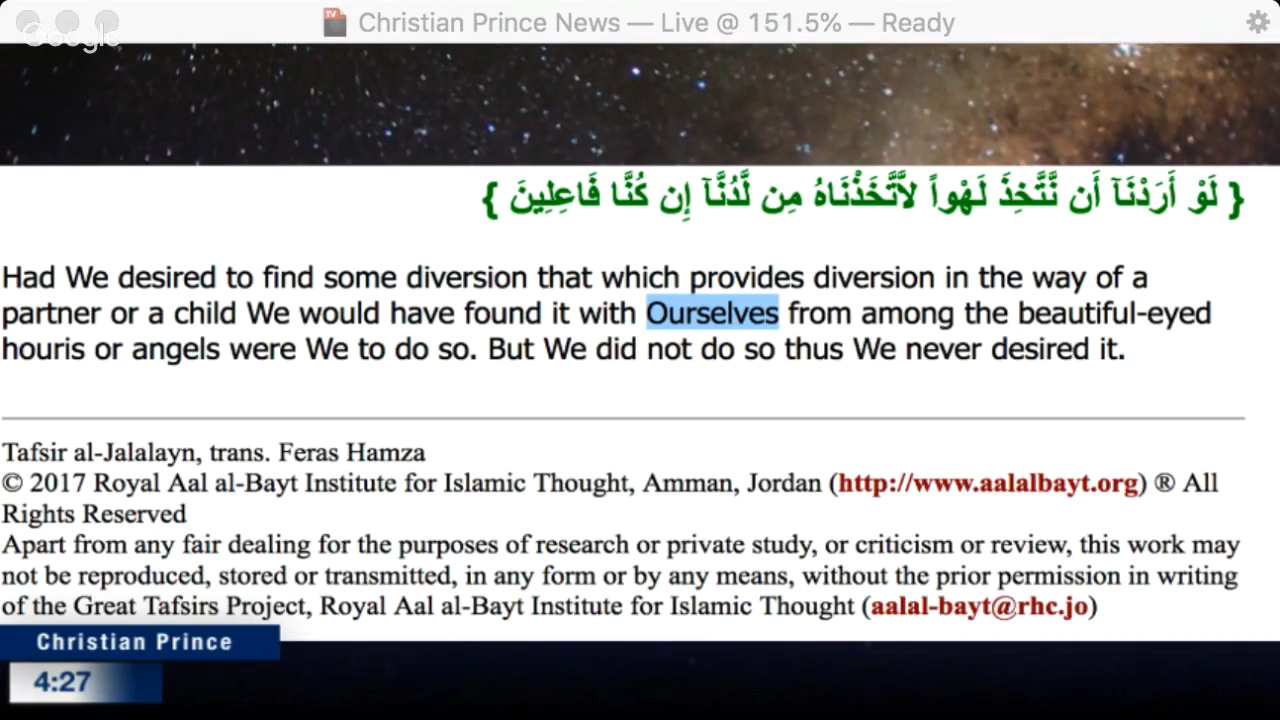 Christian Prince News — Live @ 151.5% — Ready
Google
{ لَوْ أَرَدْنَآ أَن نَّتَّخِذَ لَهْواً لاَّتَّخَذْنَاهُ مِن لَّدُنَّآ إِن كُنَّا فَاعِلِينَ }
Had We desired to find some diversion that which provides diversion in the way of a
partner or a child We would have found it with Ourselves from among the beautiful-eyed
houris or angels were We to do so. But We did not do so thus We never desired it.
Tafsir al-Jalalayn, trans. Feras Hamza
© 2017 Royal Aal al-Bayt Institute for Islamic Thought, Amman, Jordan (http://www.aalalbayt.org) ® All
Rights Reserved
Apart from any fair dealing for the purposes of research or private study, or criticism or review, this work may
not be reproduced, stored or transmitted, in any form or by any means, without the prior permission in writing
of the Great Tafsirs Project, Royal Aal al-Bayt Institute for Islamic Thought (aalal-bayt@rhc.jo)
Christian Prince
4:27